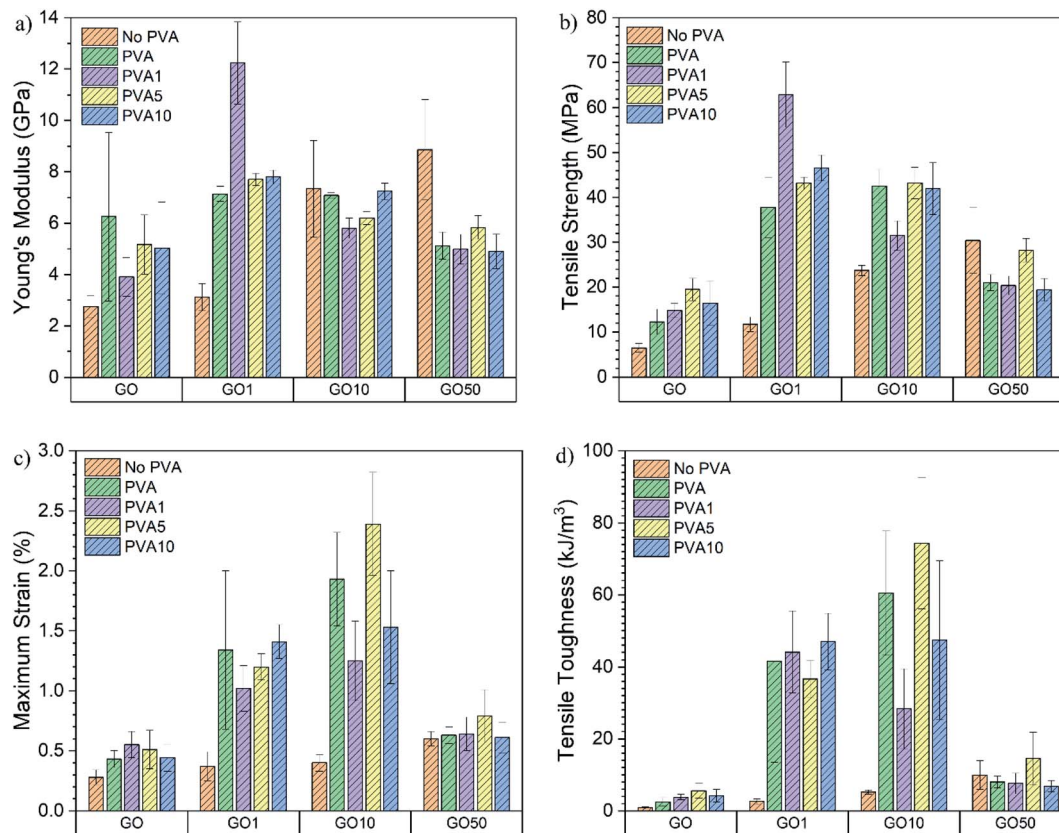 a)
Young's Modulus (GPa)
14
12
10
8
6
4
2
0
No PVA
PVA
PVA1
PVA5
PVA10
GO GO1 GO10 GO50
b)
Tensile Strength (MPa)
80
70
60
50
40
30
20
10
0
No PVA
PVA
PVA1
PVA5
PVA10
GO GO1 GO10 GO50
c)
Maximum Strain (%)
3.0
2.5
2.0
1.5
1.0
0.5
0.0
No PVA
PVA
PVA1
PVA5
PVA10
GO GO1 GO10 GO50
d)
Tensile Toughness (kJ/m³)
100
80
60
40
20
0
No PVA
PVA
PVA1
PVA5
PVA10
GO GO1 GO10 GO50